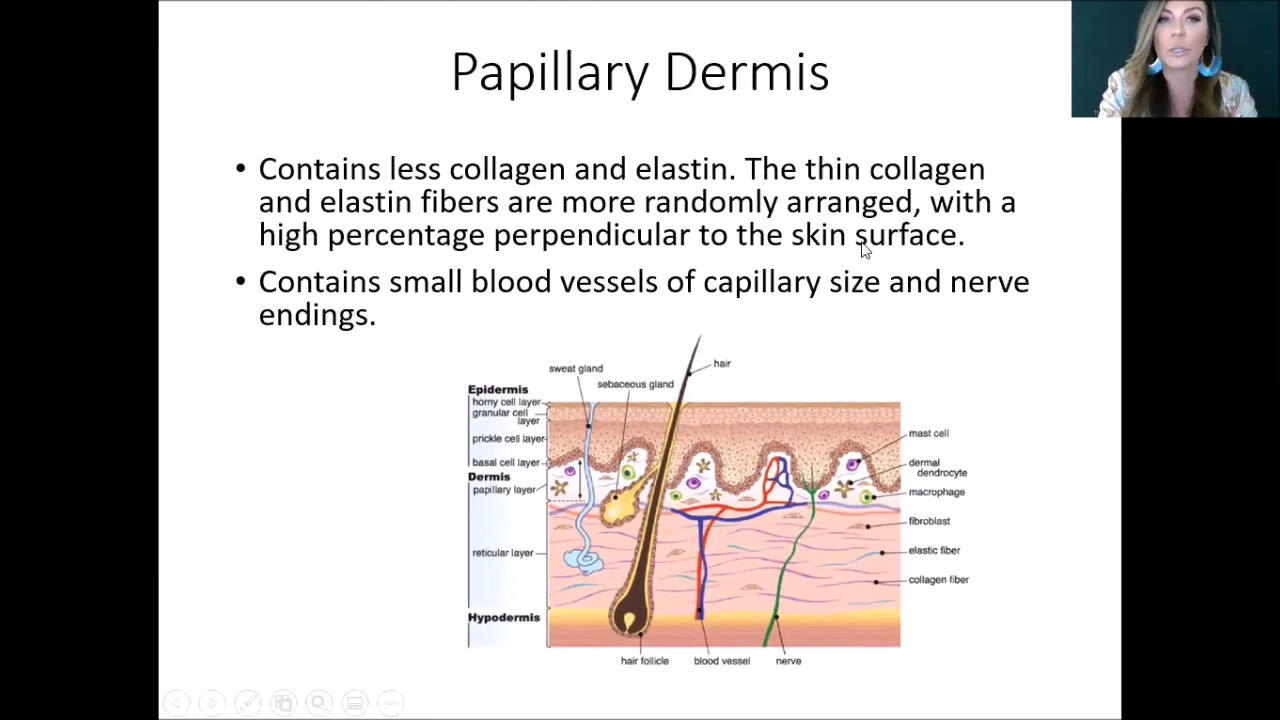 Papillary Dermis
• Contains less collagen and elastin. The thin collagen
and elastin fibers are more randomly arranged, with a
high percentage perpendicular to the skin surface.
• Contains small blood vessels of capillary size and nerve
endings.
hair
sweat gland
sebaceous gland
Epidermis
horny cell layer
granular cell
layer
prickle cell layer
basal cell layer
Dermis
papillary layer
reticular layer
Hypodermis
mast cell
dermal
dendrocyte
macrophage
fibroblast
elastic fiber
collagen fiber
hair follicle
blood vessel
nerve